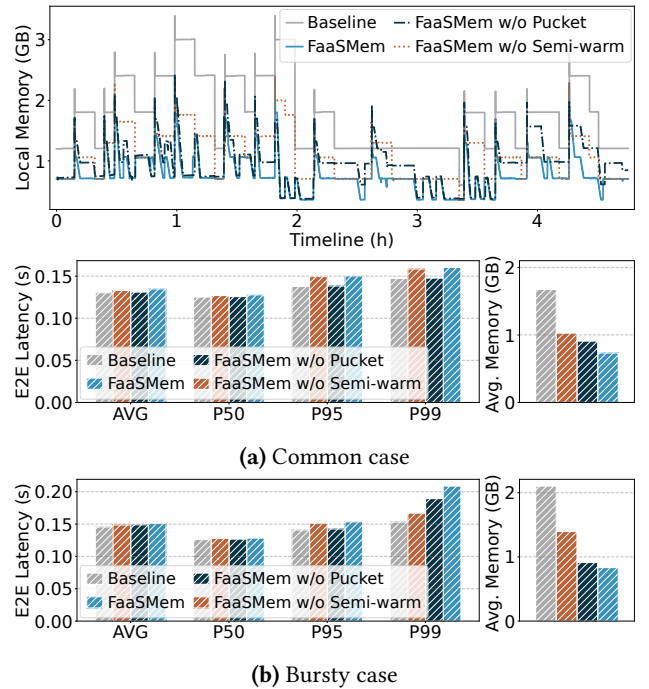 Baseline
FaaSMem
FaaSMem w/o Pucket
FaaSMem w/o Semi-warm
Local Memory (GB)
3
2
1
0 1 2 3 4
Timeline (h)
E2E Latency (s)
0.15
0.10
0.05
0.00
Baseline
FaaSMem
FaaSMem w/o Pucket
FaaSMem w/o Semi-warm
AVG P50 P95 P99
Avg. Memory (GB)
2
1
0
(a) Common case
E2E Latency (s)
0.20
0.15
0.10
0.05
0.00
Baseline
FaaSMem
FaaSMem w/o Pucket
FaaSMem w/o Semi-warm
AVG P50 P95 P99
Avg. Memory (GB)
2
1
0
(b) Bursty case